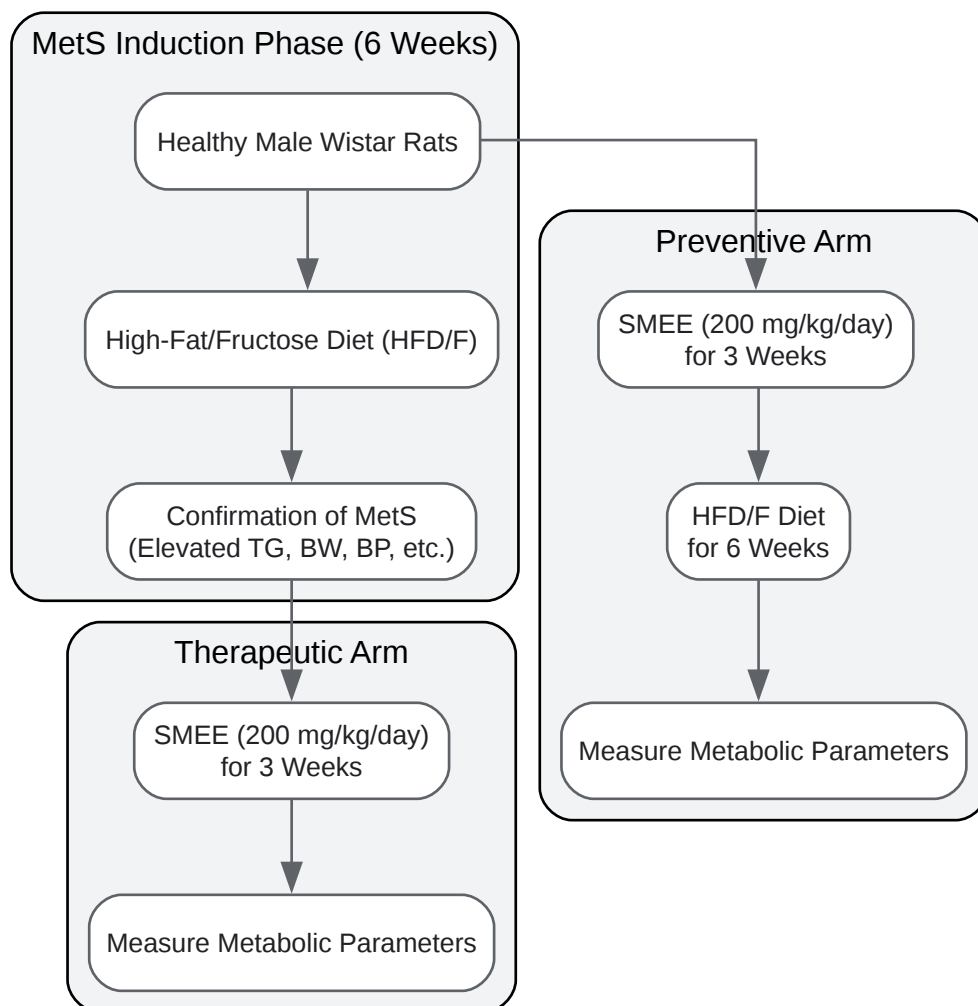 MetS Induction Phase (6 Weeks)
Healthy Male Wistar Rats
High-Fat/Fructose Diet (HFD/F)
Confirmation of MetS
(Elevated TG, BW, BP, etc.)
Therapeutic Arm
SMEE (200 mg/kg/day)
for 3 Weeks
Measure Metabolic Parameters
Preventive Arm
SMEE (200 mg/kg/day)
for 3 Weeks
HFD/F Diet
for 6 Weeks
Measure Metabolic Parameters